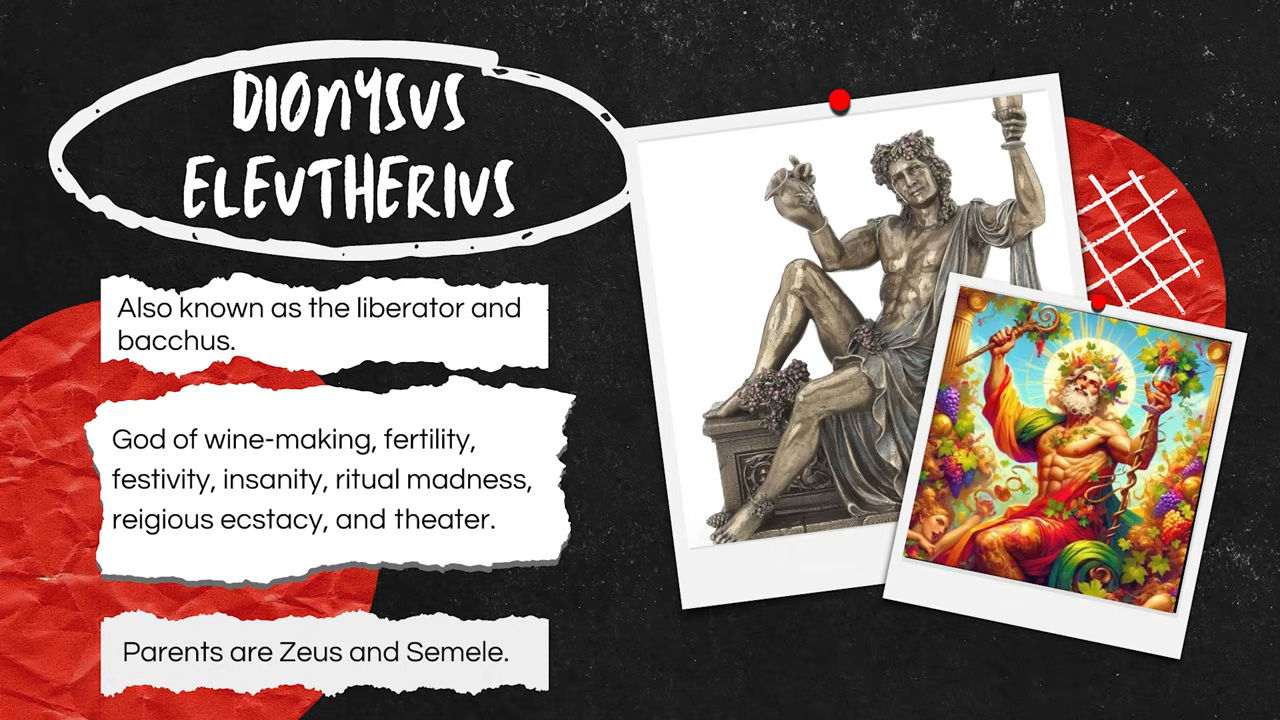 DIONYSUS
ELEUTHERIUS
Also known as the liberator and
bacchus.
God of wine-making, fertility,
festivity, insanity, ritual madness,
reigious ecstacy, and theater.
Parents are Zeus and Semele.